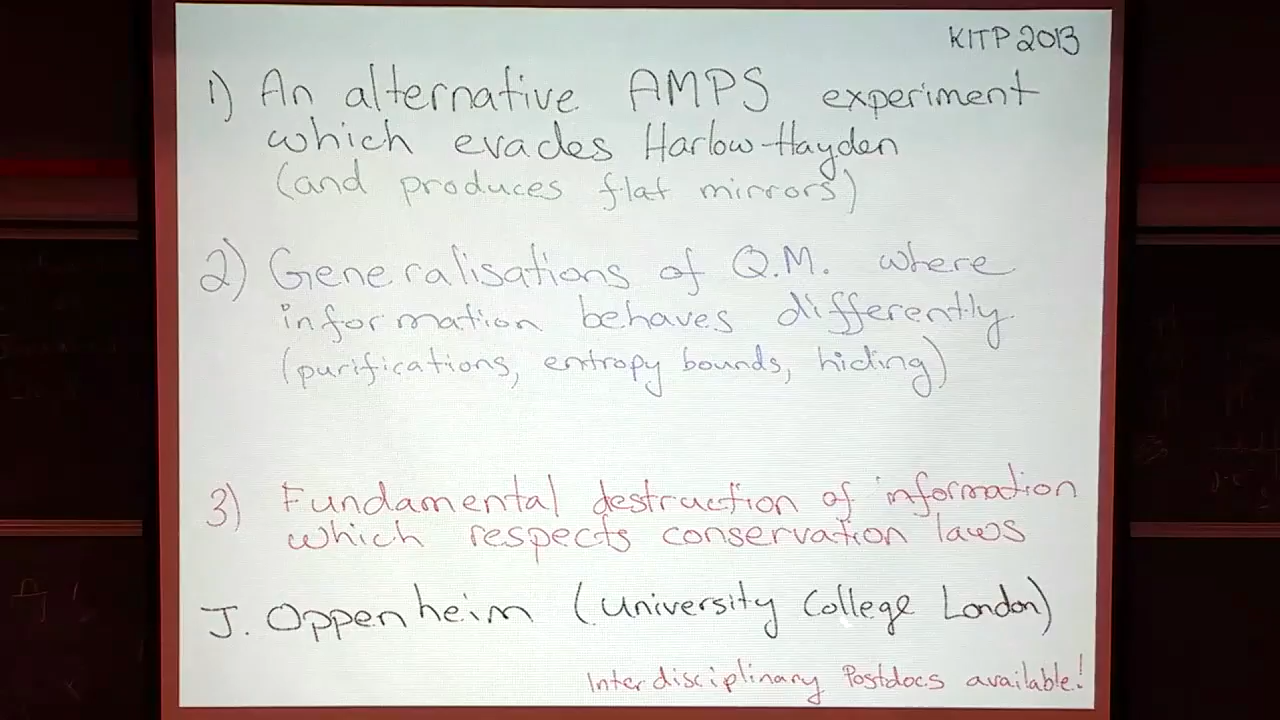 KITP 2013
1) An alternative AMPS experiment
which evades Harlow-Hayden
(and produces flat mirrors)
2) Generalisations of Q.M. where
information behaves differently
(purifications, entropy bounds, hiding)
3) Fundamental destruction of information
which respects conservation laws
J. Oppenheim (University College London)
Interdisciplinary Postdocs available!